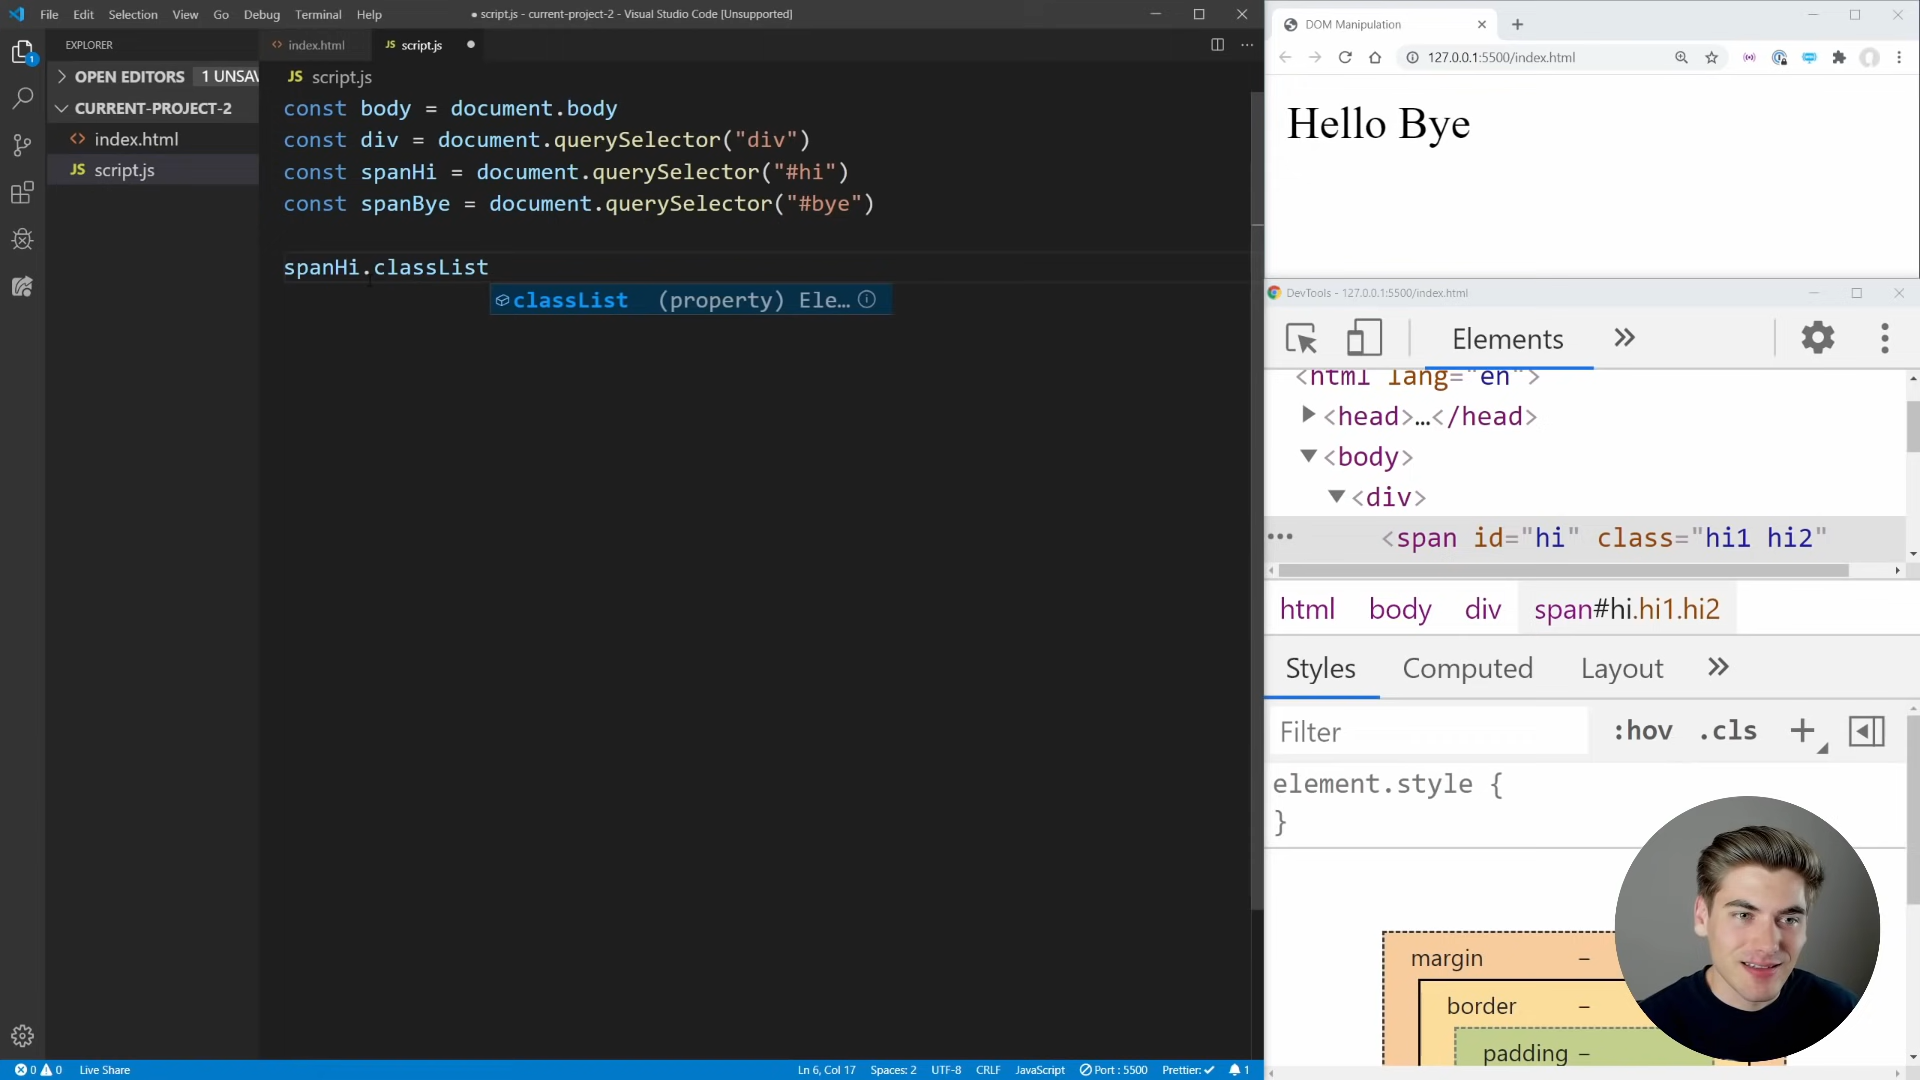 File Edit Selection View Go Debug Terminal Help
● script.js - current-project-2 - Visual Studio Code [Unsupported]
EXPLORER
OPEN EDITORS 1 UNSAV
CURRENT-PROJECT-2
<> index.html
JS script.js
1
<> index.html
JS script.js ●
JS script.js
const body = document.body
const div = document.querySelector("div")
const spanHi = document.querySelector("#hi")
const spanBye = document.querySelector("#bye")
spanHi.classList
classList (property) Ele...
0 0 Live Share
Ln 6, Col 17 Spaces: 2 UTF-8 CRLF JavaScript Port : 5500 Prettier: ✓ 1
DOM Manipulation
127.0.0.1:5500/index.html
Hello Bye
DevTools - 127.0.0.1:5500/index.html
Elements
<html lang="en">
<head>…</head>
<body>
<div>
<span id="hi" class="hi1 hi2"
html body div span#hi.hi1.hi2
Styles Computed Layout
Filter :hov .cls
element.style {
}
margin –
border –
padding –